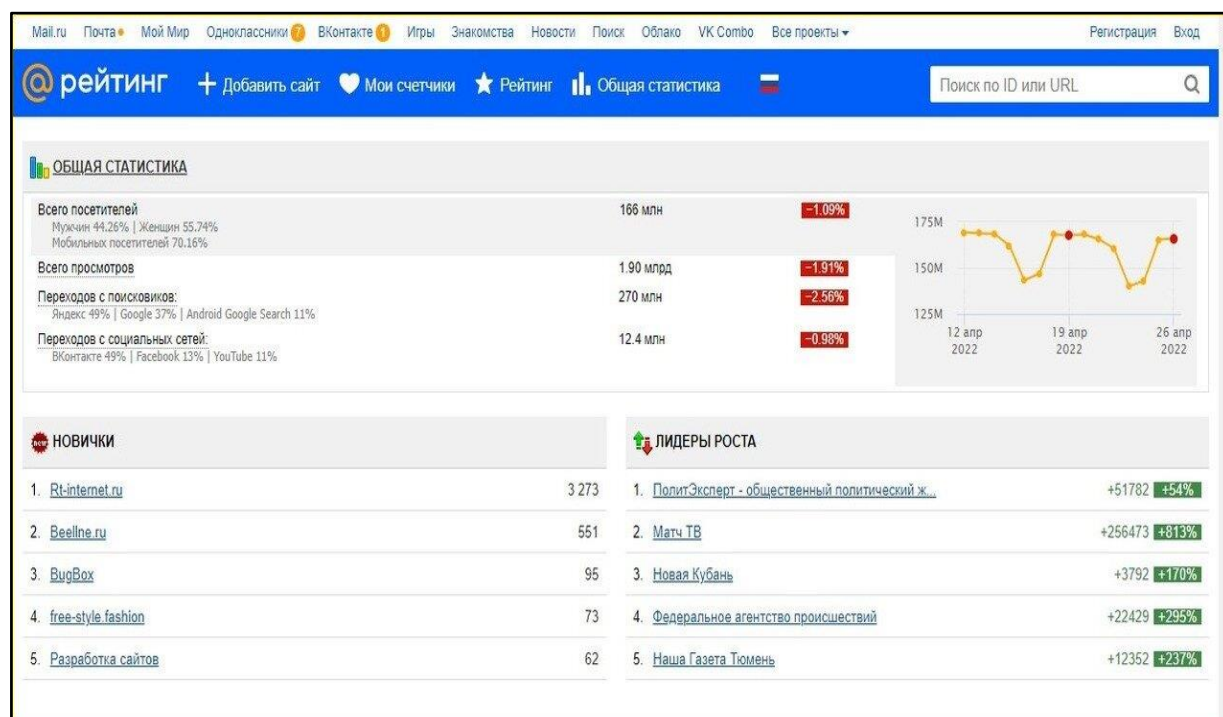 Mail.ru Почта Мой Мир Одноклассники 7 ВКонтакте 1 Игры Знакомства Новости Поиск Облако VK Combo Все проекты Регистрация Вход
@ рейтинг Добавить сайт Мои счетчики Рейтинг Общая статистика Поиск по ID или URL
ОБЩАЯ СТАТИСТИКА
Всего посетителей 166 млн −1.09%
Мужчин 44.26% | Женщин 55.74%
Мобильных посетителей 70.16%
Всего просмотров 1.90 млрд −1.91%
Переходов с поисковиков: 270 млн −2.56%
Яндекс 49% | Google 37% | Android Google Search 11%
Переходов с социальных сетей: 12.4 млн −0.98%
ВКонтакте 49% | Facebook 13% | YouTube 11%
175M
150M
125M
12 апр 19 апр 26 апр
2022 2022 2022
new НОВИЧКИ
1. Rt-internet.ru 3 273
2. Beellne.ru 551
3. BugBox 95
4. free-style.fashion 73
5. Разработка сайтов 62
ЛИДЕРЫ РОСТА
1. ПолитЭксперт - общественный политический ж... +51782 +54%
2. Матч ТВ +256473 +813%
3. Новая Кубань +3792 +170%
4. Федеральное агентство происшествий +22429 +295%
5. Наша Газета Тюмень +12352 +237%